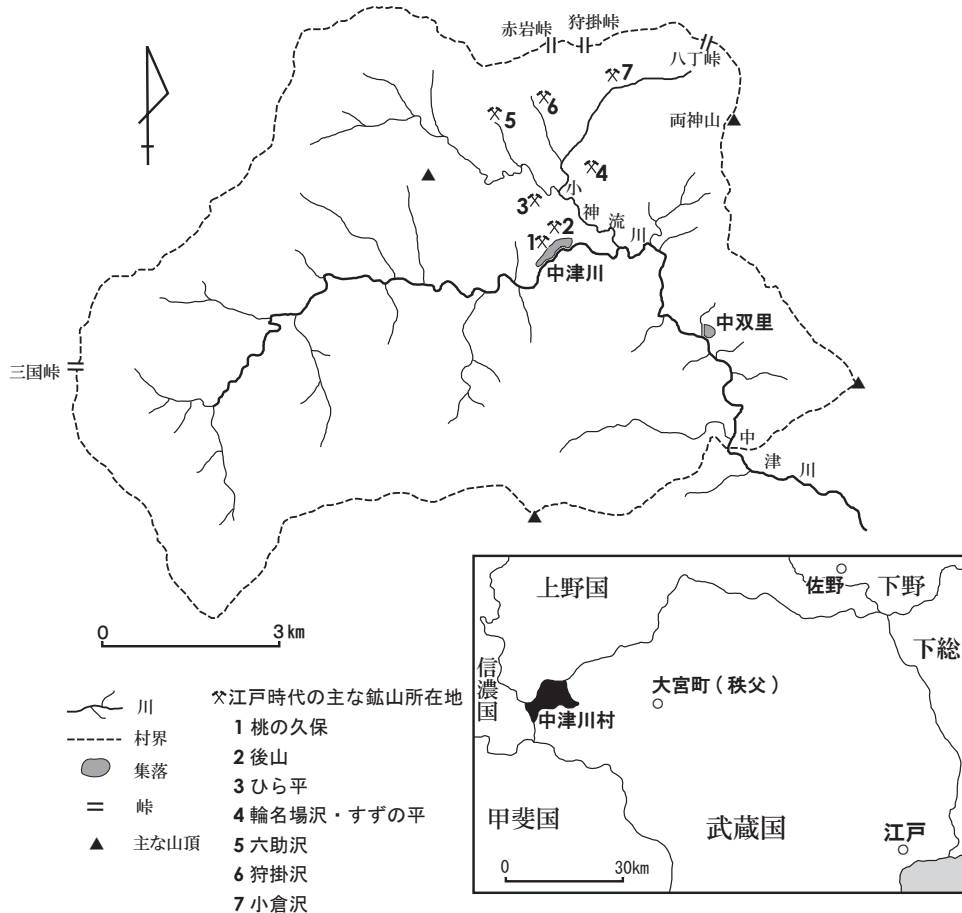 狩掛峠
赤岩峠
八丁峠
7
6
5
両神山
4
小神流川
3
2
1
中津川
中双里
三国峠
中津川
0 3km
川
村界
集落
峠
主な山頂
江戸時代の主な鉱山所在地
1 桃の久保
2 後山
3 ひら平
4 輪名場沢・すずの平
5 六助沢
6 狩掛沢
7 小倉沢
上野国
佐野
下野
下総
信濃国
大宮町(秩父)
中津川村
甲斐国
武蔵国
江戸
0 30km